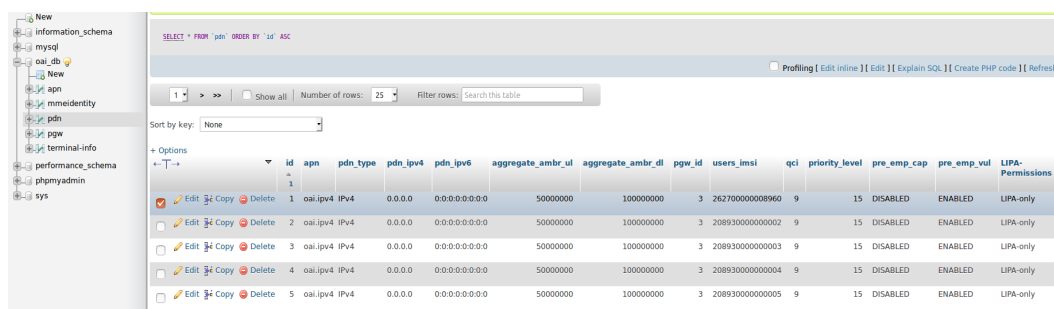 New
information_schema
mysql
oai_db
New
apn
mmeidentity
pdn
pgw
terminal-info
performance_schema
phpmyadmin
sys
SELECT * FROM `pdn` ORDER BY `id` ASC
Profiling [ Edit inline ] [ Edit ] [ Explain SQL ] [ Create PHP code ] [ Refresh
1 > >> Show all Number of rows: 25 Filter rows: Search this table
Sort by key: None
+ Options
←T→ id apn pdn_type pdn_ipv4 pdn_ipv6 aggregate_ambr_ul aggregate_ambr_dl pgw_id users_imsi qci priority_level pre_emp_cap pre_emp_vul LIPA-Permissions
1
Edit Copy Delete 1 oai.ipv4 IPv4 0.0.0.0 0:0:0:0:0:0:0:0 50000000 100000000 3 262700000008960 9 15 DISABLED ENABLED LIPA-only
Edit Copy Delete 2 oai.ipv4 IPv4 0.0.0.0 0:0:0:0:0:0:0:0 50000000 100000000 3 208930000000002 9 15 DISABLED ENABLED LIPA-only
Edit Copy Delete 3 oai.ipv4 IPv4 0.0.0.0 0:0:0:0:0:0:0:0 50000000 100000000 3 208930000000003 9 15 DISABLED ENABLED LIPA-only
Edit Copy Delete 4 oai.ipv4 IPv4 0.0.0.0 0:0:0:0:0:0:0:0 50000000 100000000 3 208930000000004 9 15 DISABLED ENABLED LIPA-only
Edit Copy Delete 5 oai.ipv4 IPv4 0.0.0.0 0:0:0:0:0:0:0:0 50000000 100000000 3 208930000000005 9 15 DISABLED ENABLED LIPA-only